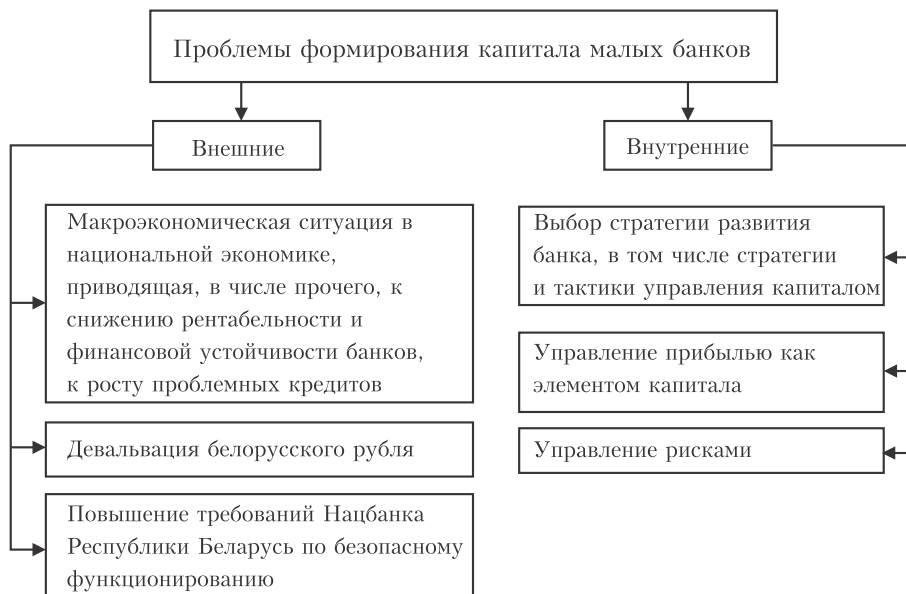 Проблемы формирования капитала малых банков
Внешние
Внутренние
Макроэкономическая ситуация в
национальной экономике,
приводящая, в числе прочего, к
снижению рентабельности и
финансовой устойчивости банков,
к росту проблемных кредитов
Девальвация белорусского рубля
Повышение требований Нацбанка
Республики Беларусь по безопасному
функционированию
Выбор стратегии развития
банка, в том числе стратегии
и тактики управления капиталом
Управление прибылью как
элементом капитала
Управление рисками